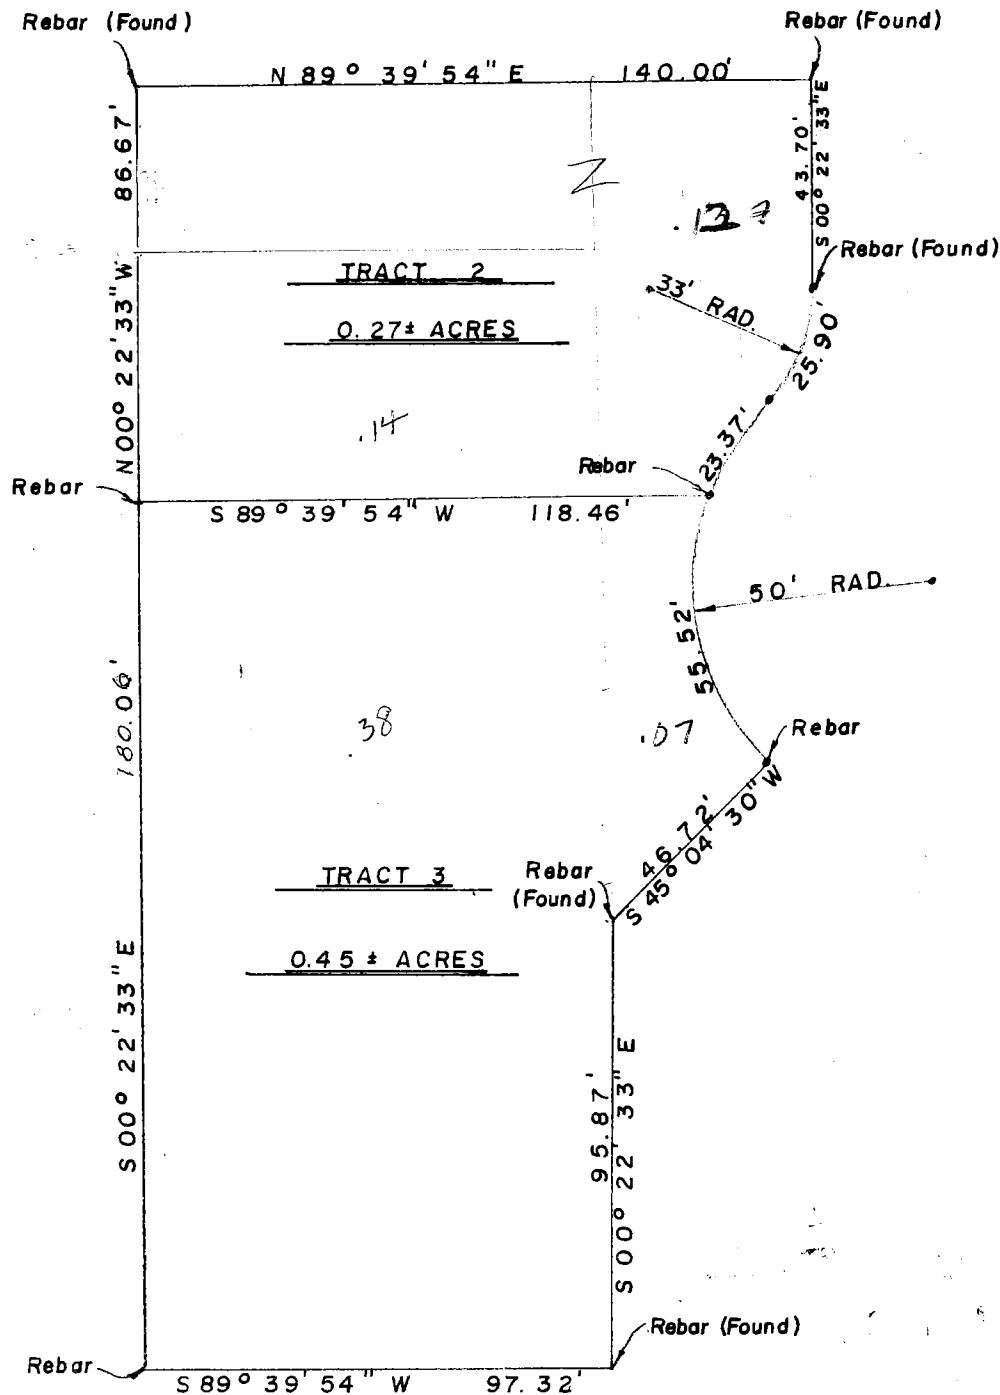 Rebar (Found)
Rebar (Found)
N 89° 39' 54" E 140.00'
86.67'
N 00° 22' 33" W
43.70'
S 00° 22' 33" E
Z
Rebar (Found)
TRACT 2
0.27± ACRES
33' RAD.
25.90'
23.37'
.14
Rebar
Rebar
S 89° 39' 54" W 118.46'
50' RAD.
55.52'
180.06'
S 00° 22' 33" E
.38
.07
Rebar
46.72'
S 45° 04' 30" W
TRACT 3
Rebar
(Found)
0.45 ± ACRES
95.87'
S 00° 22' 33" E
Rebar (Found)
Rebar
S 89° 39' 54" W 97.32'